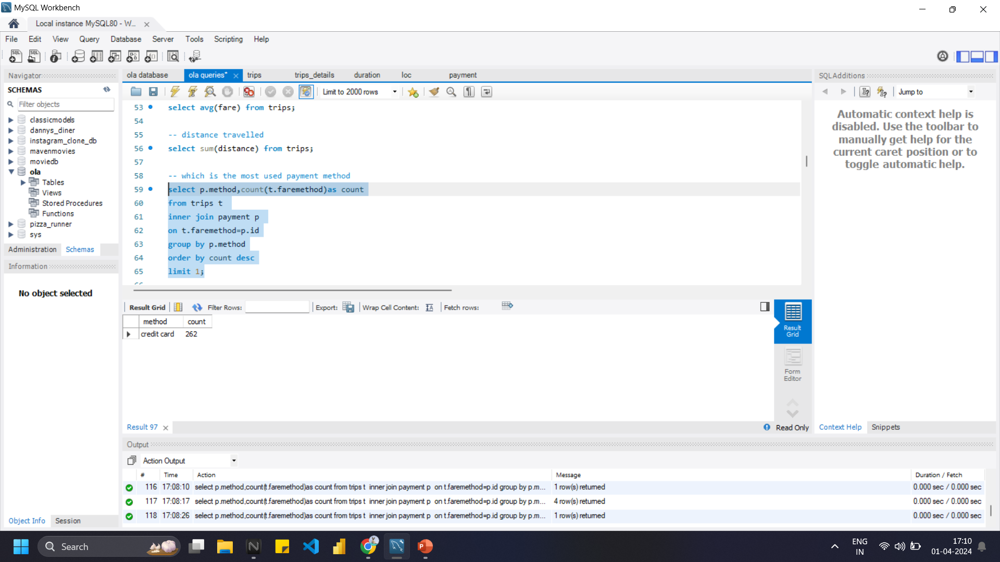 MySQL Workbench
Local instance MySQL80 - W...
File Edit View Query Database Server Tools Scripting Help
Navigator
SCHEMAS
Filter objects
classicmodels
dannys_diner
instagram_clone_db
mavenmovies
moviedb
ola
Tables
Views
Stored Procedures
Functions
pizza_runner
sys
Administration Schemas
Information
No object selected
Object Info Session
ola database ola queries* trips trips_details duration loc payment
Limit to 2000 rows
53 select avg(fare) from trips;
54
55 -- distance travelled
56 select sum(distance) from trips;
57
58 -- which is the most used payment method
59 select p.method,count(t.faremethod)as count
60 from trips t
61 inner join payment p
62 on t.faremethod=p.id
63 group by p.method
64 order by count desc
65 limit 1;
66
Result Grid Filter Rows: Export: Wrap Cell Content: Fetch rows:
method count
credit card 262
Result Grid
Form Editor
Result 97
Read Only
SQLAdditions
Jump to
Automatic context help is
disabled. Use the toolbar to
manually get help for the
current caret position or to
toggle automatic help.
Context Help Snippets
Output
Action Output
# Time Action Message Duration / Fetch
116 17:08:10 select p.method,count(t.faremethod)as count from trips t inner join payment p on t.faremethod=p.id group by p.m... 1 row(s) returned 0.000 sec / 0.000 sec
117 17:08:17 select p.method,count(t.faremethod)as count from trips t inner join payment p on t.faremethod=p.id group by p.m... 4 row(s) returned 0.000 sec / 0.000 sec
118 17:08:26 select p.method,count(t.faremethod)as count from trips t inner join payment p on t.faremethod=p.id group by p.m... 1 row(s) returned 0.000 sec / 0.000 sec
Search
ENG
IN
17:10
01-04-2024